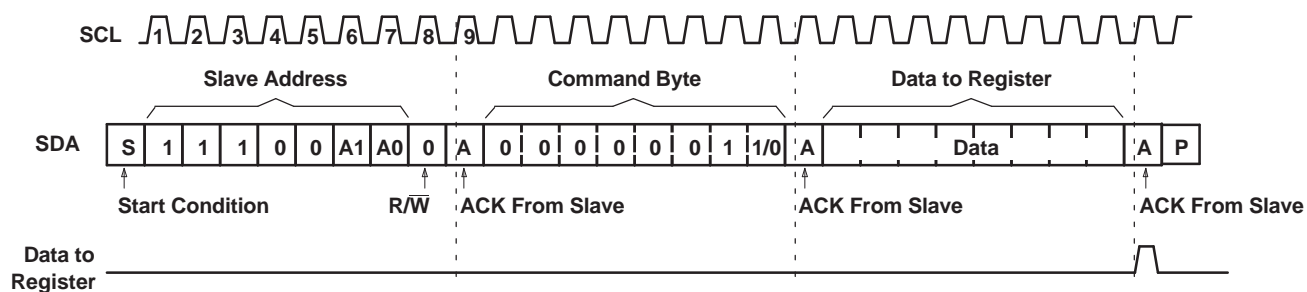 SCL 1 2 3 4 5 6 7 8 9
Slave Address Command Byte Data to Register
SDA S 1 1 1 0 0 A1 A0 0 A 0 0 0 0 0 0 1 1/0 A Data A P
Start Condition R/W̅ ACK From Slave ACK From Slave ACK From Slave
Data to
Register